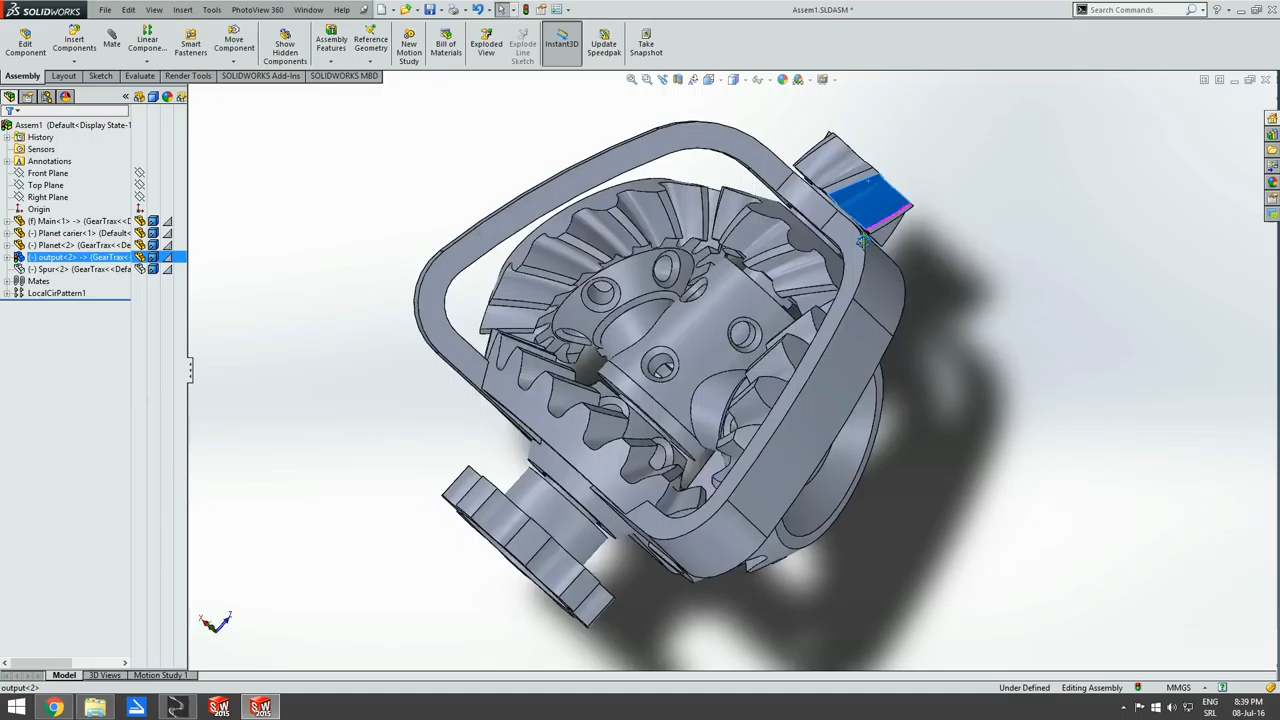 SOLIDWORKS File Edit View Insert Tools PhotoView 360 Window Help Assem1.SLDASM * Search Commands
Edit Component
Insert Components
Mate
Linear Compone...
Smart Fasteners
Move Component
Show Hidden Components
Assembly Features
Reference Geometry
New Motion Study
Bill of Materials
Exploded View
Explode Line Sketch
Instant3D
Update Speedpak
Take Snapshot
Assembly Layout Sketch Evaluate Render Tools SOLIDWORKS Add-Ins SOLIDWORKS MBD
Assem1 (Default<Display State-1
History
Sensors
Annotations
Front Plane
Top Plane
Right Plane
Origin
(f) Main<1> -> (GearTrax<<D
(-) Planet carier<1> (Default<
(-) Planet<2> (GearTrax<<De
(-) output<2> -> (GearTrax<<
(-) Spur<2> (GearTrax<<Defa
Mates
LocalCirPattern1
X Z
Model 3D Views Motion Study 1
output<2> Under Defined Editing Assembly MMGS
2015 2015
ENG 8:39 PM
SRL 08-Jul-16